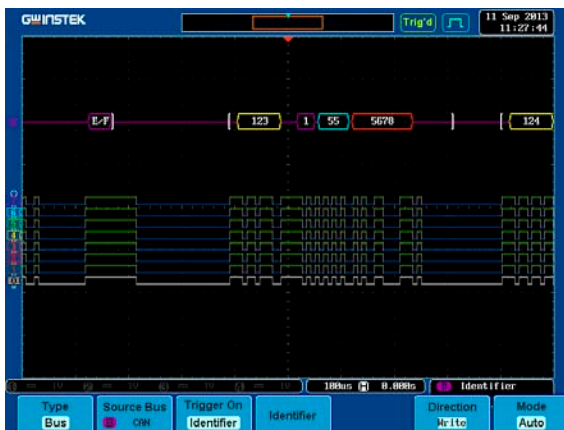 GWINSTEK
Trig'd
11 Sep 2013
11:27:44
E/F
123
1
55
5678
124
100us
H
0.000s
B
Identifier
Type
Bus
Source Bus
B CAN
Trigger On
Identifier
Identifier
Direction
Write
Mode
Auto